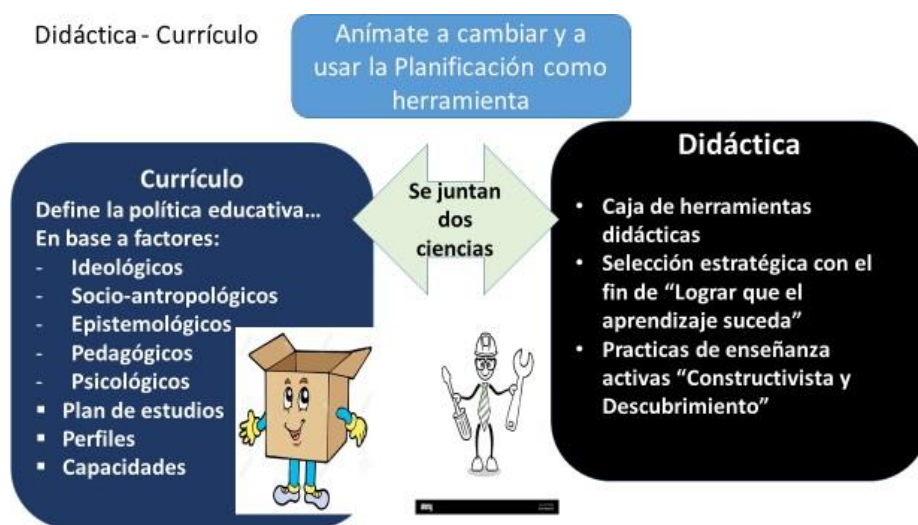 Didáctica - Currículo
Anímate a cambiar y a
usar la Planificación como
herramienta
Currículo
Define la política educativa...
En base a factores:
- Ideológicos
- Socio-antropológicos
- Epistemológicos
- Pedagógicos
- Psicológicos
▪ Plan de estudios
▪ Perfiles
▪ Capacidades
Se juntan
dos
ciencias
Didáctica
• Caja de herramientas
didácticas
• Selección estratégica con el
fin de “Lograr que el
aprendizaje suceda”
• Practicas de enseñanza
activas “Constructivista y
Descubrimiento”